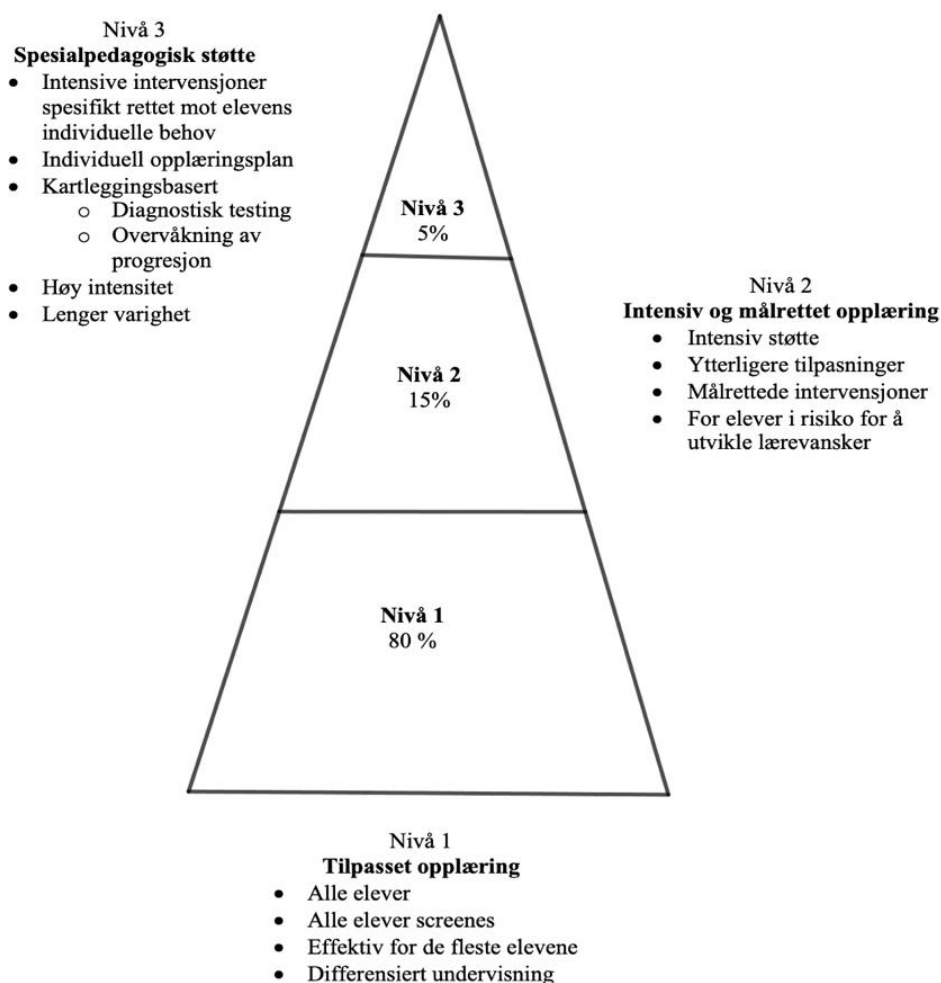 Nivå 3
Spesialpedagogisk støtte
• Intensive intervensjoner
spesifikt rettet mot elevens
individuelle behov
• Individuell opplæringsplan
• Kartleggingsbasert
o Diagnostisk testing
o Overvåkning av
progresjon
• Høy intensitet
• Lenger varighet
Nivå 3
5%
Nivå 2
15%
Nivå 2
Intensiv og målrettet opplæring
• Intensiv støtte
• Ytterligere tilpasninger
• Målrettede intervensjoner
• For elever i risiko for å
utvikle lærevansker
Nivå 1
80 %
Nivå 1
Tilpasset opplæring
• Alle elever
• Alle elever screenes
• Effektiv for de fleste elevene
• Differensiert undervisning